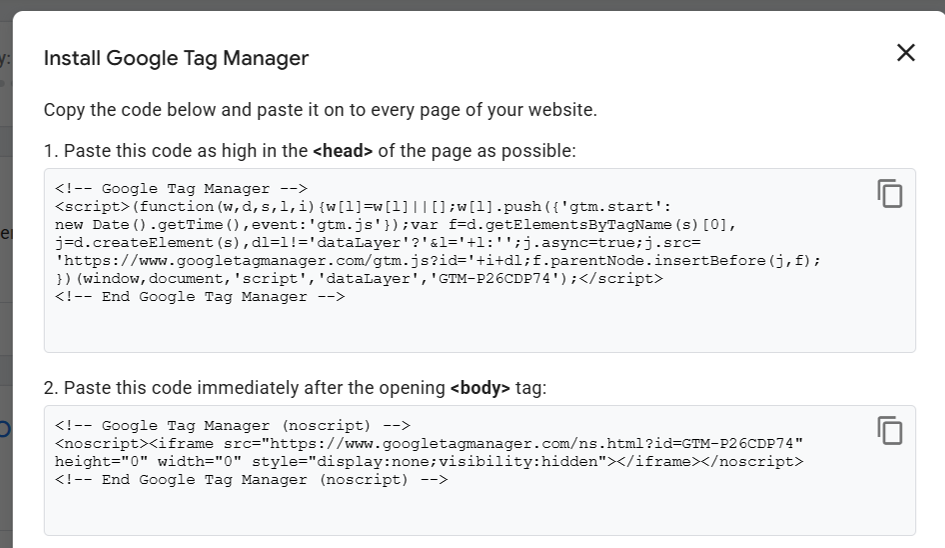 Install Google Tag Manager
Copy the code below and paste it on to every page of your website.
1. Paste this code as high in the <head> of the page as possible:
<!-- Google Tag Manager -->
<script>(function(w,d,s,l,i){w[l]=w[l]||[];w[l].push({'gtm.start':
new Date().getTime(),event:'gtm.js'});var f=d.getElementsByTagName(s)[0],
j=d.createElement(s),dl=l!='dataLayer'?'&l='+l:'';j.async=true;j.src=
'https://www.googletagmanager.com/gtm.js?id='+i+dl;f.parentNode.insertBefore(j,f);
})(window,document,'script','dataLayer','GTM-P26CDP74');</script>
<!-- End Google Tag Manager -->
2. Paste this code immediately after the opening <body> tag:
<!-- Google Tag Manager (noscript) -->
<noscript><iframe src="https://www.googletagmanager.com/ns.html?id=GTM-P26CDP74"
height="0" width="0" style="display:none;visibility:hidden"></iframe></noscript>
<!-- End Google Tag Manager (noscript) -->